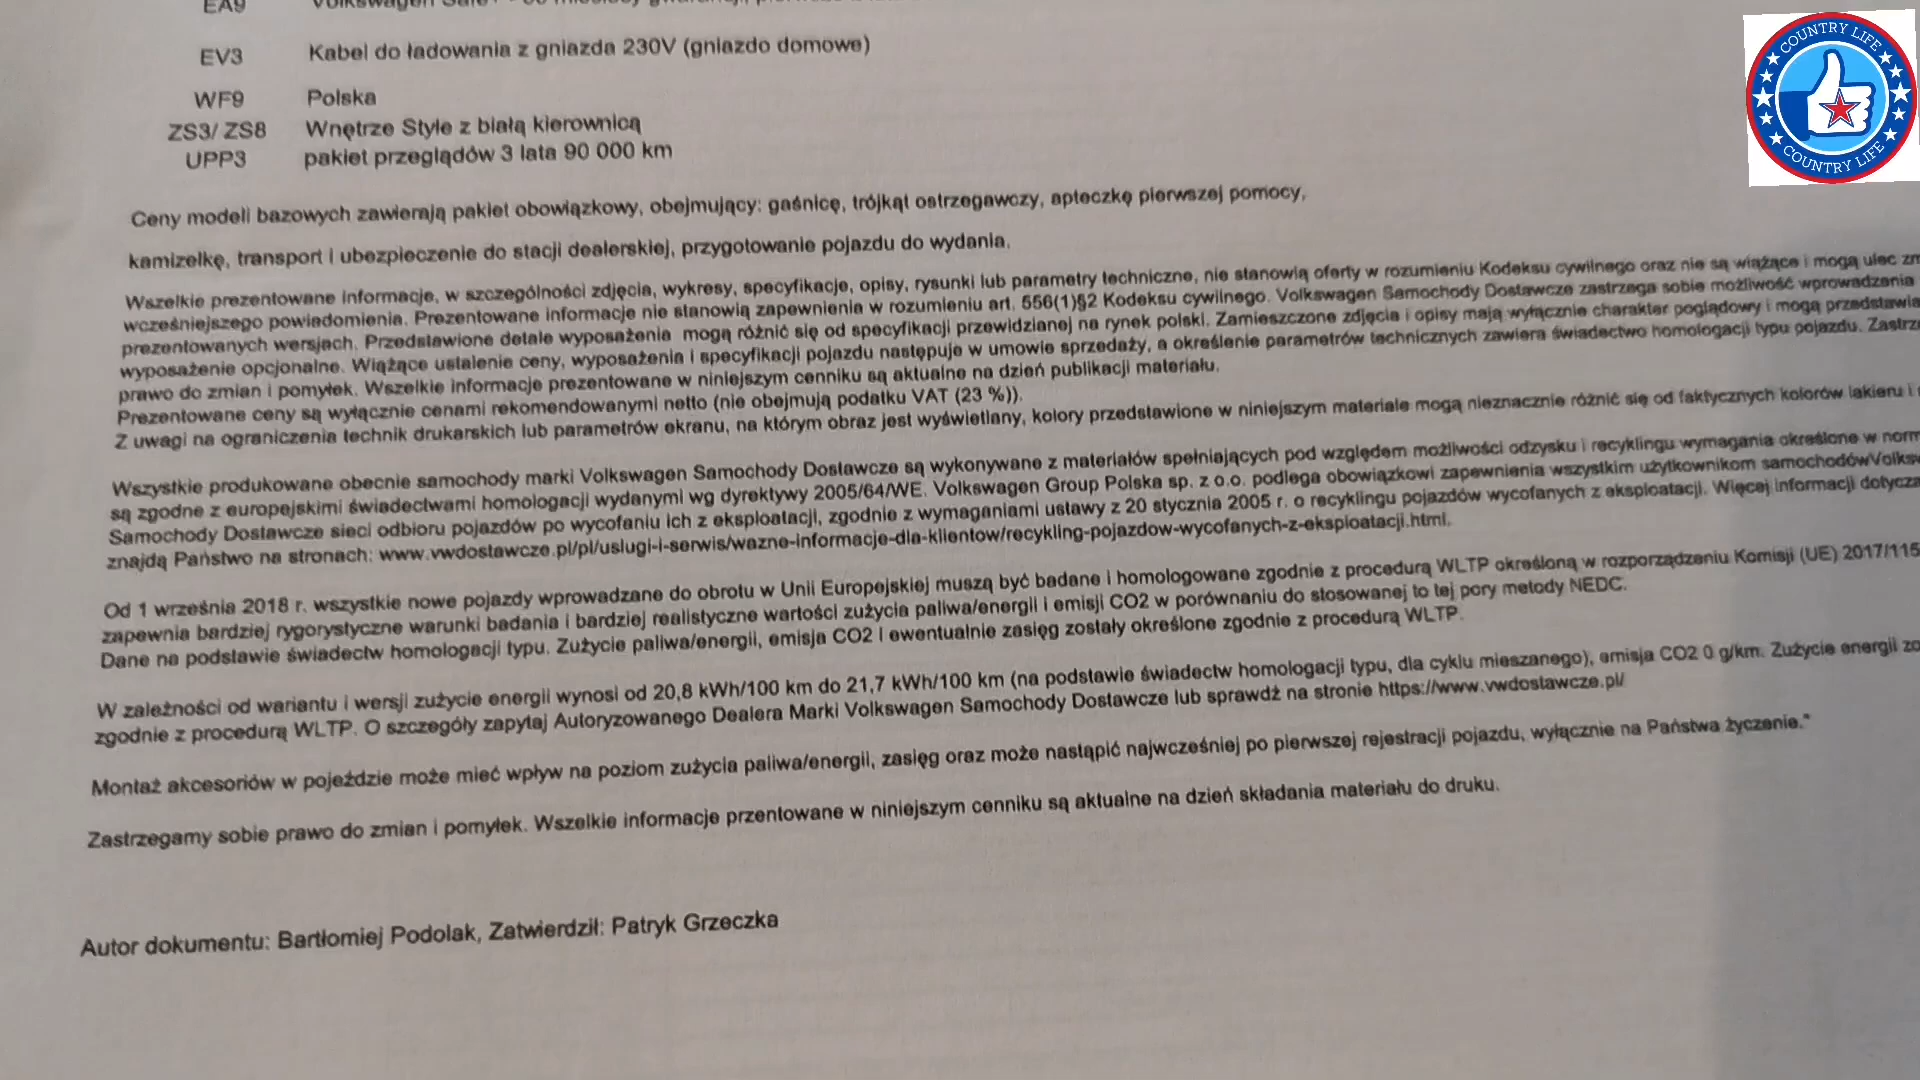 EA9
EV3 Kabel do ładowania z gniazda 230V (gniazdo domowe)
WF9 Polska
ZS3/ ZS8 Wnętrze Style z białą kierownicą
UPP3 pakiet przeglądów 3 lata 90 000 km
Ceny modeli bazowych zawierają pakiet obowiązkowy, obejmujący: gaśnicę, trójkąt ostrzegawczy, apteczkę pierwszej pomocy,
kamizelkę, transport i ubezpieczenie do stacji dealerskiej, przygotowanie pojazdu do wydania.
Wszelkie prezentowane informacje, w szczególności zdjęcia, wykresy, specyfikacje, opisy, rysunki lub parametry techniczne, nie stanowią oferty w rozumieniu Kodeksu cywilnego oraz nie są wiążące i mogą ulec
wcześniejszego powiadomienia. Prezentowane informacje nie stanowią zapewnienia w rozumieniu art. 556(1)§2 Kodeksu cywilnego. Volkswagen Samochody Dostawcze zastrzega sobie możliwość wprowadzenia
prezentowanych wersjach. Przedstawione detale wyposażenia mogą różnić się od specyfikacji przewidzianej na rynek polski. Zamieszczone zdjęcia i opisy mają wyłącznie charakter poglądowy i mogą
wyposażenie opcjonalne. Wiążące ustalenie ceny, wyposażenia i specyfikacji pojazdu następuje w umowie sprzedaży, a określenie parametrów technicznych zawiera świadectwo homologacji typu pojazdu.
prawo do zmian i pomyłek. Wszelkie informacje prezentowane w niniejszym cenniku są aktualne na dzień publikacji materiału.
Prezentowane ceny są wyłącznie cenami rekomendowanymi netto (nie obejmują podatku VAT (23 %)).
Z uwagi na ograniczenia technik drukarskich lub parametrów ekranu, na którym obraz jest wyświetlany, kolory przedstawione w niniejszym materiale mogą nieznacznie różnić się od faktycznych kolorów lakieru i
Wszystkie produkowane obecnie samochody marki Volkswagen Samochody Dostawcze są wykonywane z materiałów spełniających pod względem możliwości odzysku i recyklingu wymagania określone w
są zgodne z europejskimi świadectwami homologacji wydanymi wg dyrektywy 2005/64/WE. Volkswagen Group Polska sp. z o.o. podlega obowiązkowi zapewnienia wszystkim użytkownikom
Samochody Dostawcze sieci odbioru pojazdów po wycofaniu ich z eksploatacji, zgodnie z wymaganiami ustawy z 20 stycznia 2005 r. o recyklingu pojazdów wycofanych z eksploatacji. Więcej informacji
znajdą Państwo na stronach: www.vwdostawcze.pl/pl/uslugi-i-serwis/wazne-informacje-dla-klientow/recykling-pojazdow-wycofanych-z-eksploatacji.html.
Od 1 września 2018 r. wszystkie nowe pojazdy wprowadzane do obrotu w Unii Europejskiej muszą być badane i homologowane zgodnie z procedurą WLTP określoną w rozporządzeniu Komisji (UE) 2017/115
zapewnia bardziej rygorystyczne warunki badania i bardziej realistyczne wartości zużycia paliwa/energii i emisji CO2 w porównaniu do stosowanej to tej pory metody NEDC.
Dane na podstawie świadectw homologacji typu. Zużycie paliwa/energii, emisja CO2 i ewentualnie zasięg zostały określone zgodnie z procedurą WLTP.
W zależności od wariantu i wersji zużycie energii wynosi od 20,8 kWh/100 km do 21,7 kWh/100 km (na podstawie świadectw homologacji typu, dla cyklu mieszanego), emisja CO2 0 g/km. Zużycie energii
zgodnie z procedurą WLTP. O szczegóły zapytaj Autoryzowanego Dealera Marki Volkswagen Samochody Dostawcze lub sprawdź na stronie https://www.vwdostawcze.pl/
Montaż akcesoriów w pojeździe może mieć wpływ na poziom zużycia paliwa/energii, zasięg oraz może nastąpić najwcześniej po pierwszej rejestracji pojazdu, wyłącznie na Państwa życzenie."
Zastrzegamy sobie prawo do zmian i pomyłek. Wszelkie informacje przentowane w niniejszym cenniku są aktualne na dzień składania materiału do druku.
Autor dokumentu: Bartłomiej Podolak, Zatwierdził: Patryk Grzeczka
COUNTRY LIFE
COUNTRY LIFE